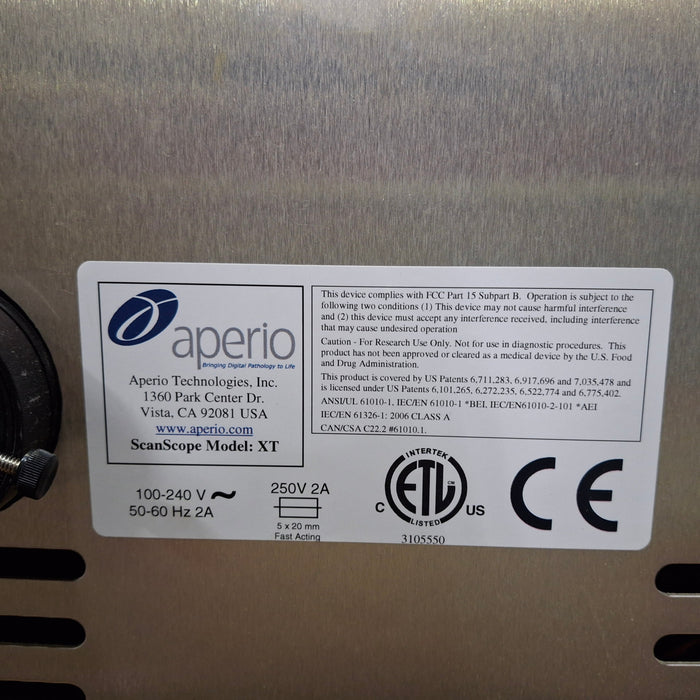 aperio
Bringing Digital Pathology to Life
Aperio Technologies, Inc.
1360 Park Center Dr.
Vista, CA 92081 USA
www.aperio.com
ScanScope Model: XT
This device complies with FCC Part 15 Subpart B. Operation is subject to the
following two conditions (1) This device may not cause harmful interference
and (2) this device must accept any interference received, including interference
that may cause undesired operation
Caution - For Research Use Only. Not for use in diagnostic procedures. This
product has not been approved or cleared as a medical device by the U.S. Food
and Drug Administration.
This product is covered by US Patents 6,711,283, 6,917,696 and 7,035,478 and
is licensed under US Patents 6,101,265, 6,272,235, 6,522,774 and 6,775,402.
ANSI/UL 61010-1, IEC/EN 61010-1 *BEI, IEC/EN61010-2-101 *AEI
IEC/EN 61326-1: 2006 CLASS A
CAN/CSA C22.2 #61010.1.
100-240 V ~
50-60 Hz 2A
250V 2A
5 x 20 mm
Fast Acting
INTERTEK
C ETL CM US
LISTED
3105550
CE